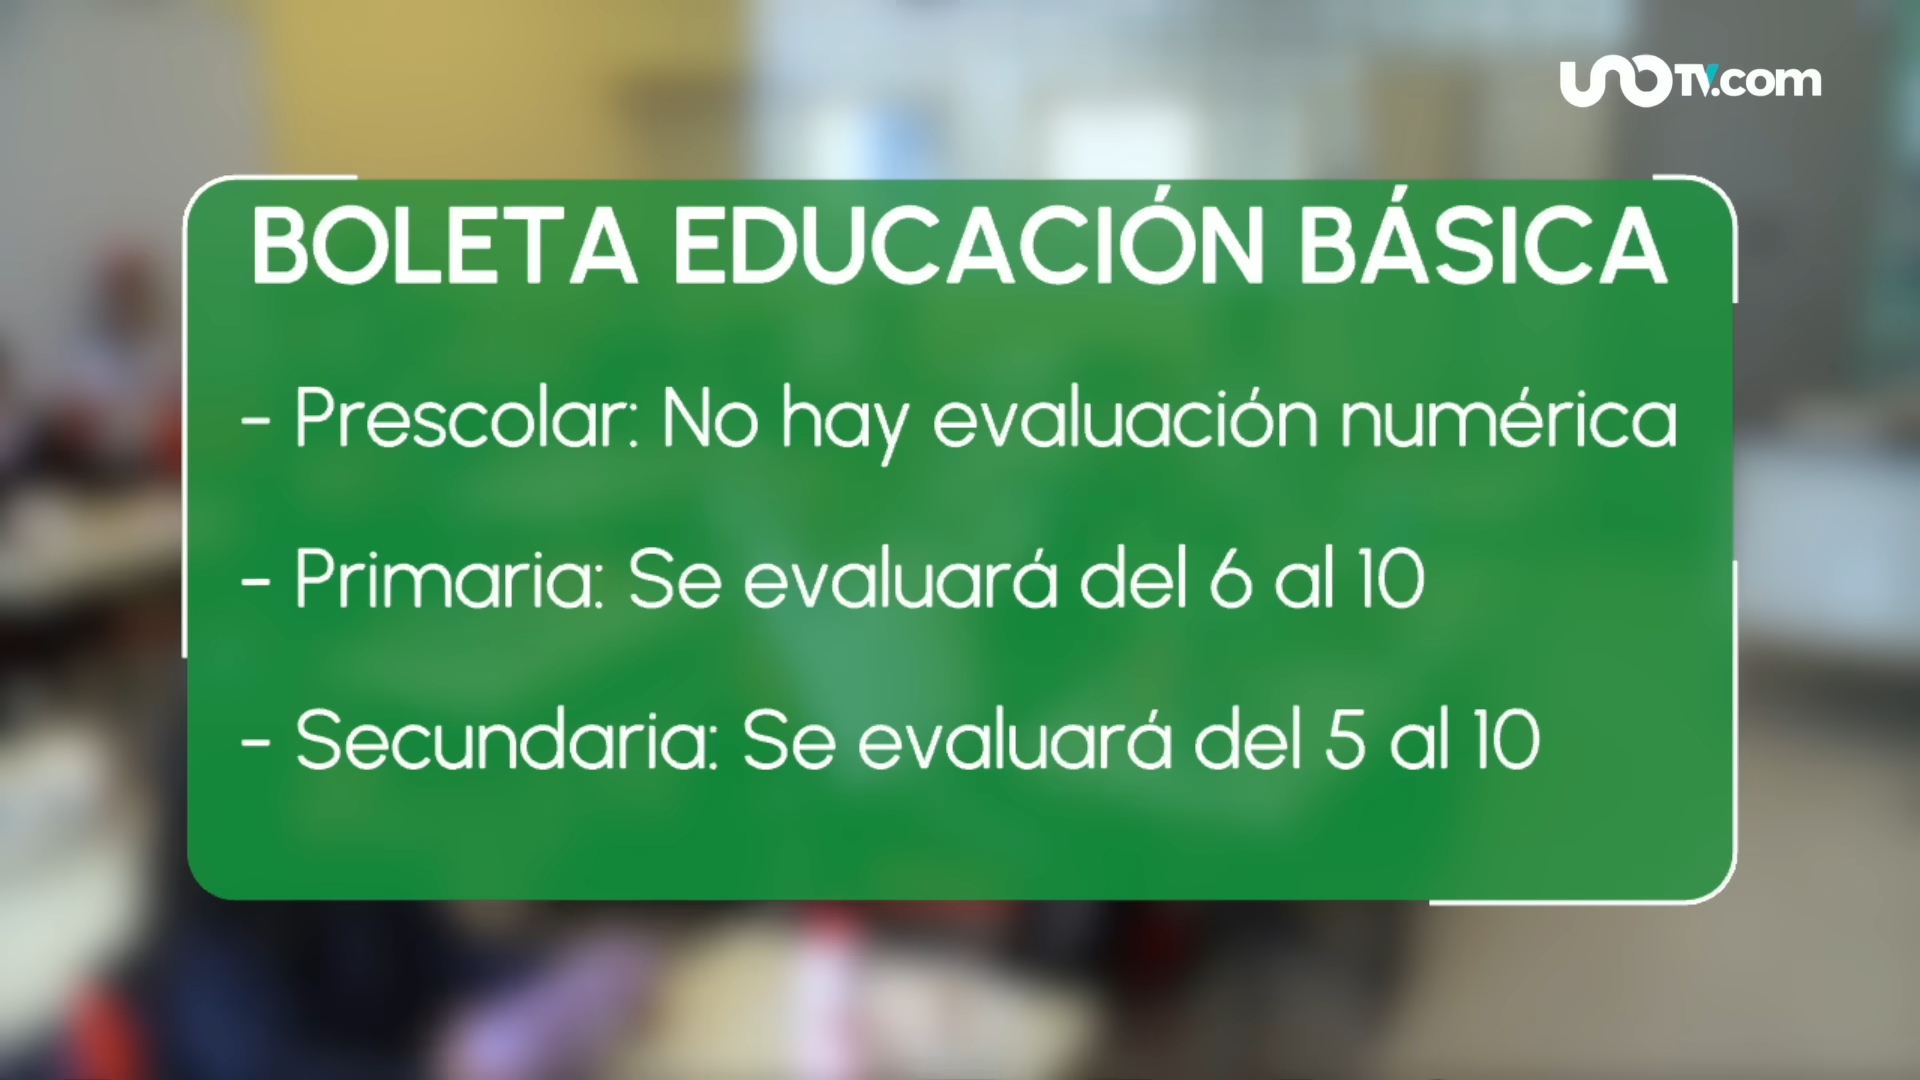 UNOTV.com
BOLETA EDUCACIÓN BÁSICA
- Prescolar: No hay evaluación numérica
- Primaria: Se evaluará del 6 al 10
- Secundaria: Se evaluará del 5 al 10